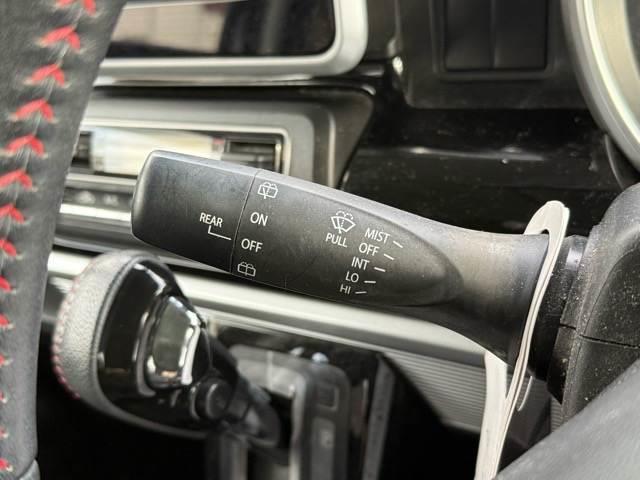 REAR
ON
OFF
PULL
MIST
OFF
INT
LO
HI